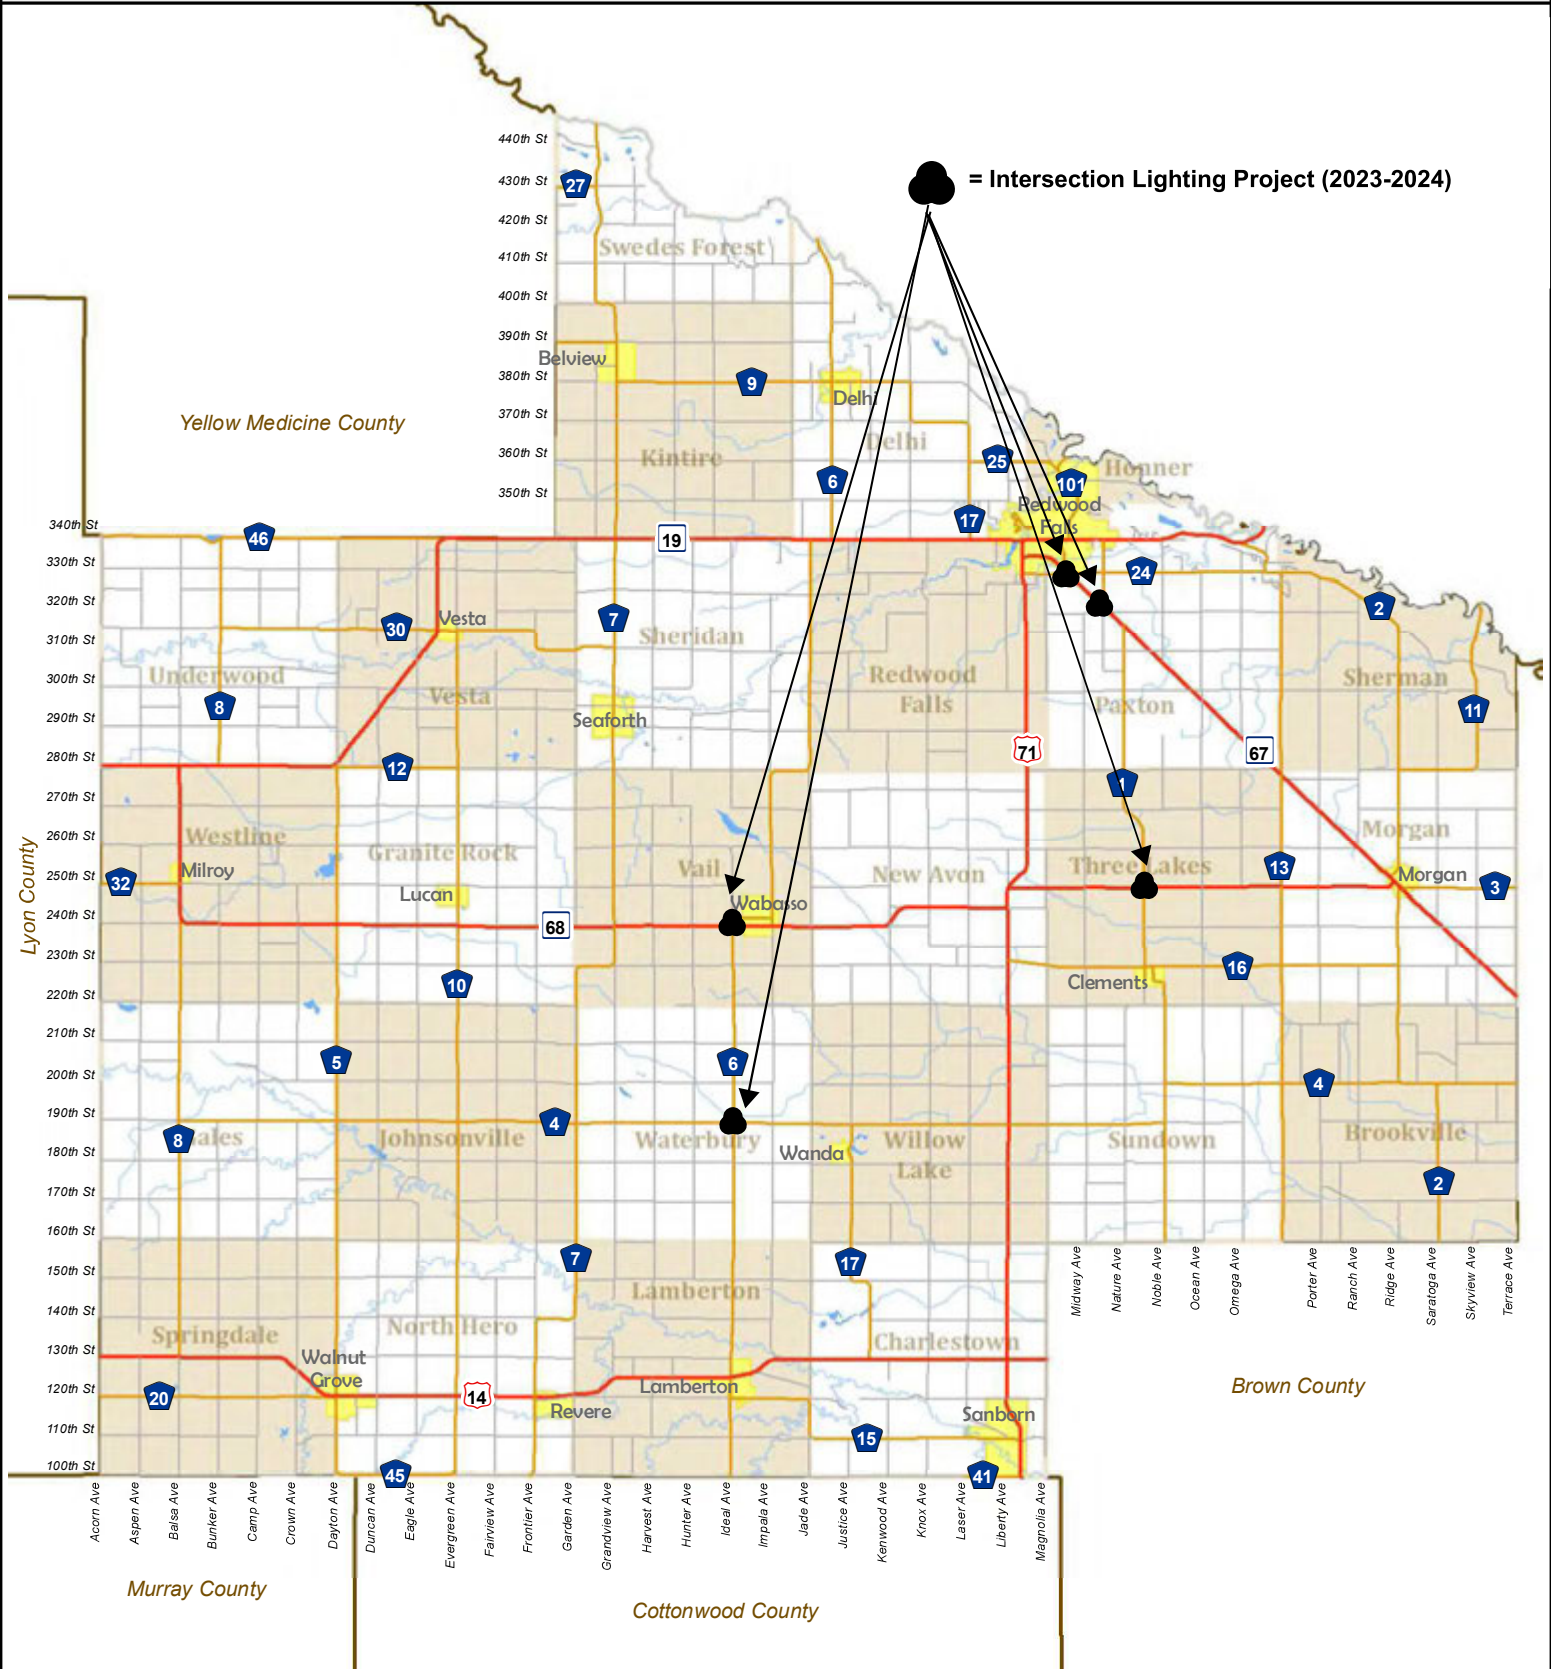 440th St
430th St
27
= Intersection Lighting Project (2023-2024)
420th St
Swedes Forest
410th St
400th St
390th St
Belview
380th St
9
Delhi
370th St
Yellow Medicine County
Delhi
360th St
Kintire
25
Honner
6
101
350th St
Redwood
Falls
17
340th St
46
19
330th St
24
320th St
2
30
Vesta
7
310th St
Sheridan
300th St
Underwood
Vesta
Redwood
Falls
Sherman
8
Paxton
11
290th St
Seaforth
280th St
12
71
67
1
270th St
260th St
Westline
Granite Rock
Morgan
Lyon County
250th St
32
Milroy
Vail
New Avon
Three Lakes
13
Morgan
3
Lucan
Wabasso
240th St
68
230th St
10
Clements
16
220th St
210th St
5
6
200th St
4
190th St
4
8
Gales
Johnsonville
Waterbury
Wanda
Willow
Lake
Sundown
Brookville
180th St
2
170th St
160th St
7
17
150th St
Lamberton
140th St
Midway Ave
Nature Ave
Noble Ave
Ocean Ave
Omega Ave
Porter Ave
Ranch Ave
Ridge Ave
Saratoga Ave
Skyview Ave
Terrace Ave
Springdale
North Hero
Charlestown
130th St
Walnut
Grove
120th St
20
14
Lamberton
Brown County
Revere
Sanborn
110th St
15
100th St
45
41
Acorn Ave
Aspen Ave
Balsa Ave
Bunker Ave
Camp Ave
Crown Ave
Dayton Ave
Duncan Ave
Eagle Ave
Evergreen Ave
Fairview Ave
Frontier Ave
Garden Ave
Grandview Ave
Harvest Ave
Hunter Ave
Ideal Ave
Impala Ave
Jade Ave
Justice Ave
Kenwood Ave
Knox Ave
Laser Ave
Liberty Ave
Magnolia Ave
Murray County
Cottonwood County